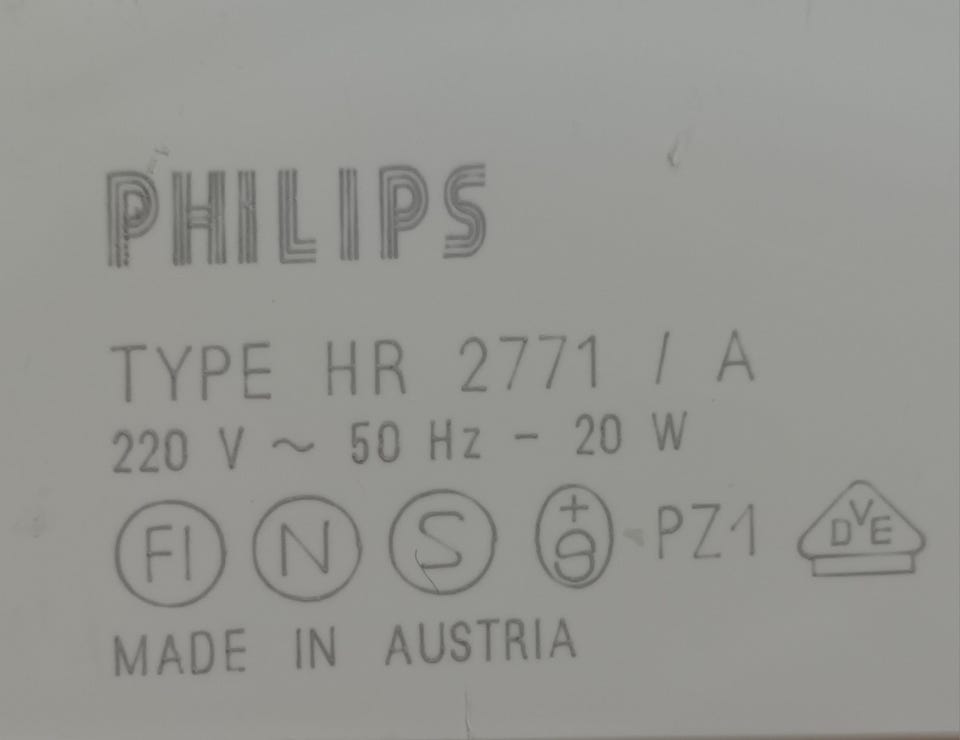 PHILIPS
TYPE HR 2771 / A
220 V ~ 50 Hz - 20 W
FI N S + - PZ1 DVE
MADE IN AUSTRIA